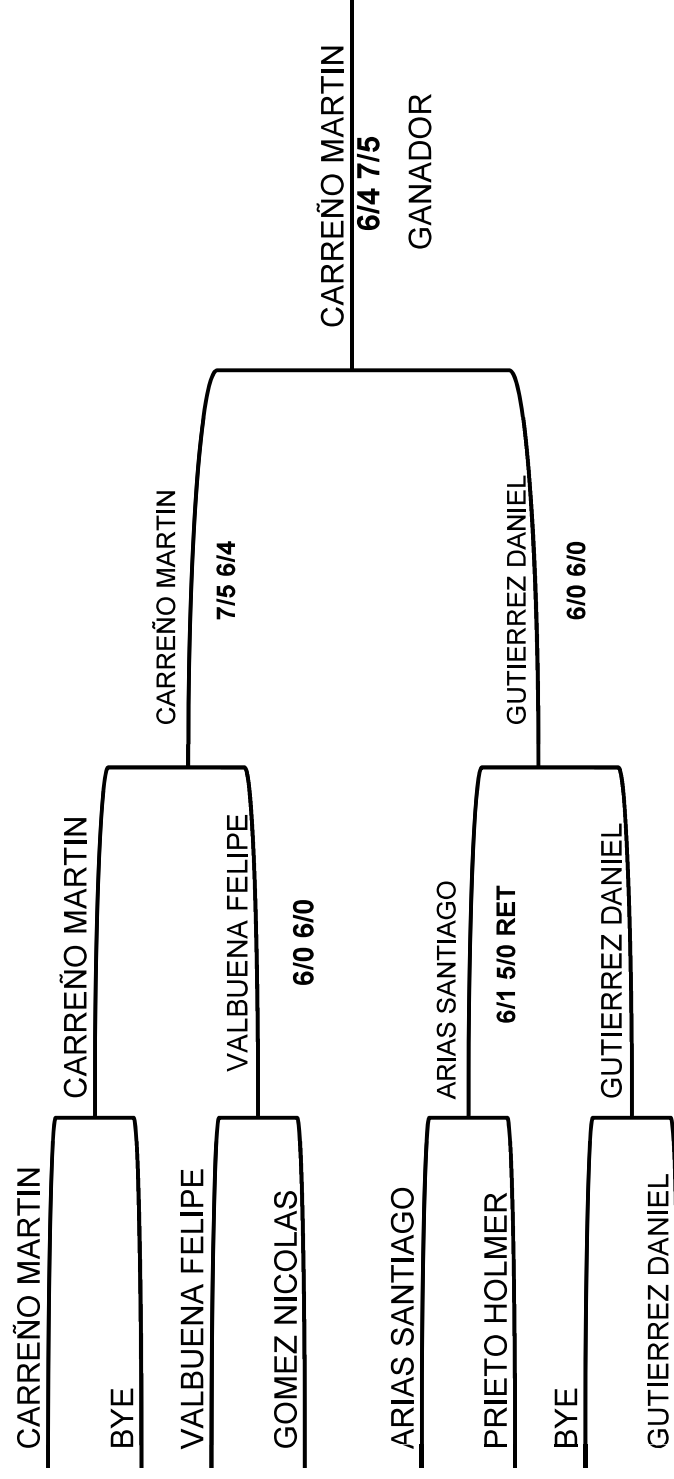 CARREÑO MARTIN
BYE
VALBUENA FELIPE
GOMEZ NICOLAS
ARIAS SANTIAGO
PRIETO HOLMER
BYE
GUTIERREZ DANIEL
CARREÑO MARTIN
VALBUENA FELIPE
6/0 6/0
ARIAS SANTIAGO
6/1 5/0 RET
GUTIERREZ DANIEL
CARREÑO MARTIN
7/5 6/4
GUTIERREZ DANIEL
6/0 6/0
CARREÑO MARTIN
6/4 7/5
GANADOR